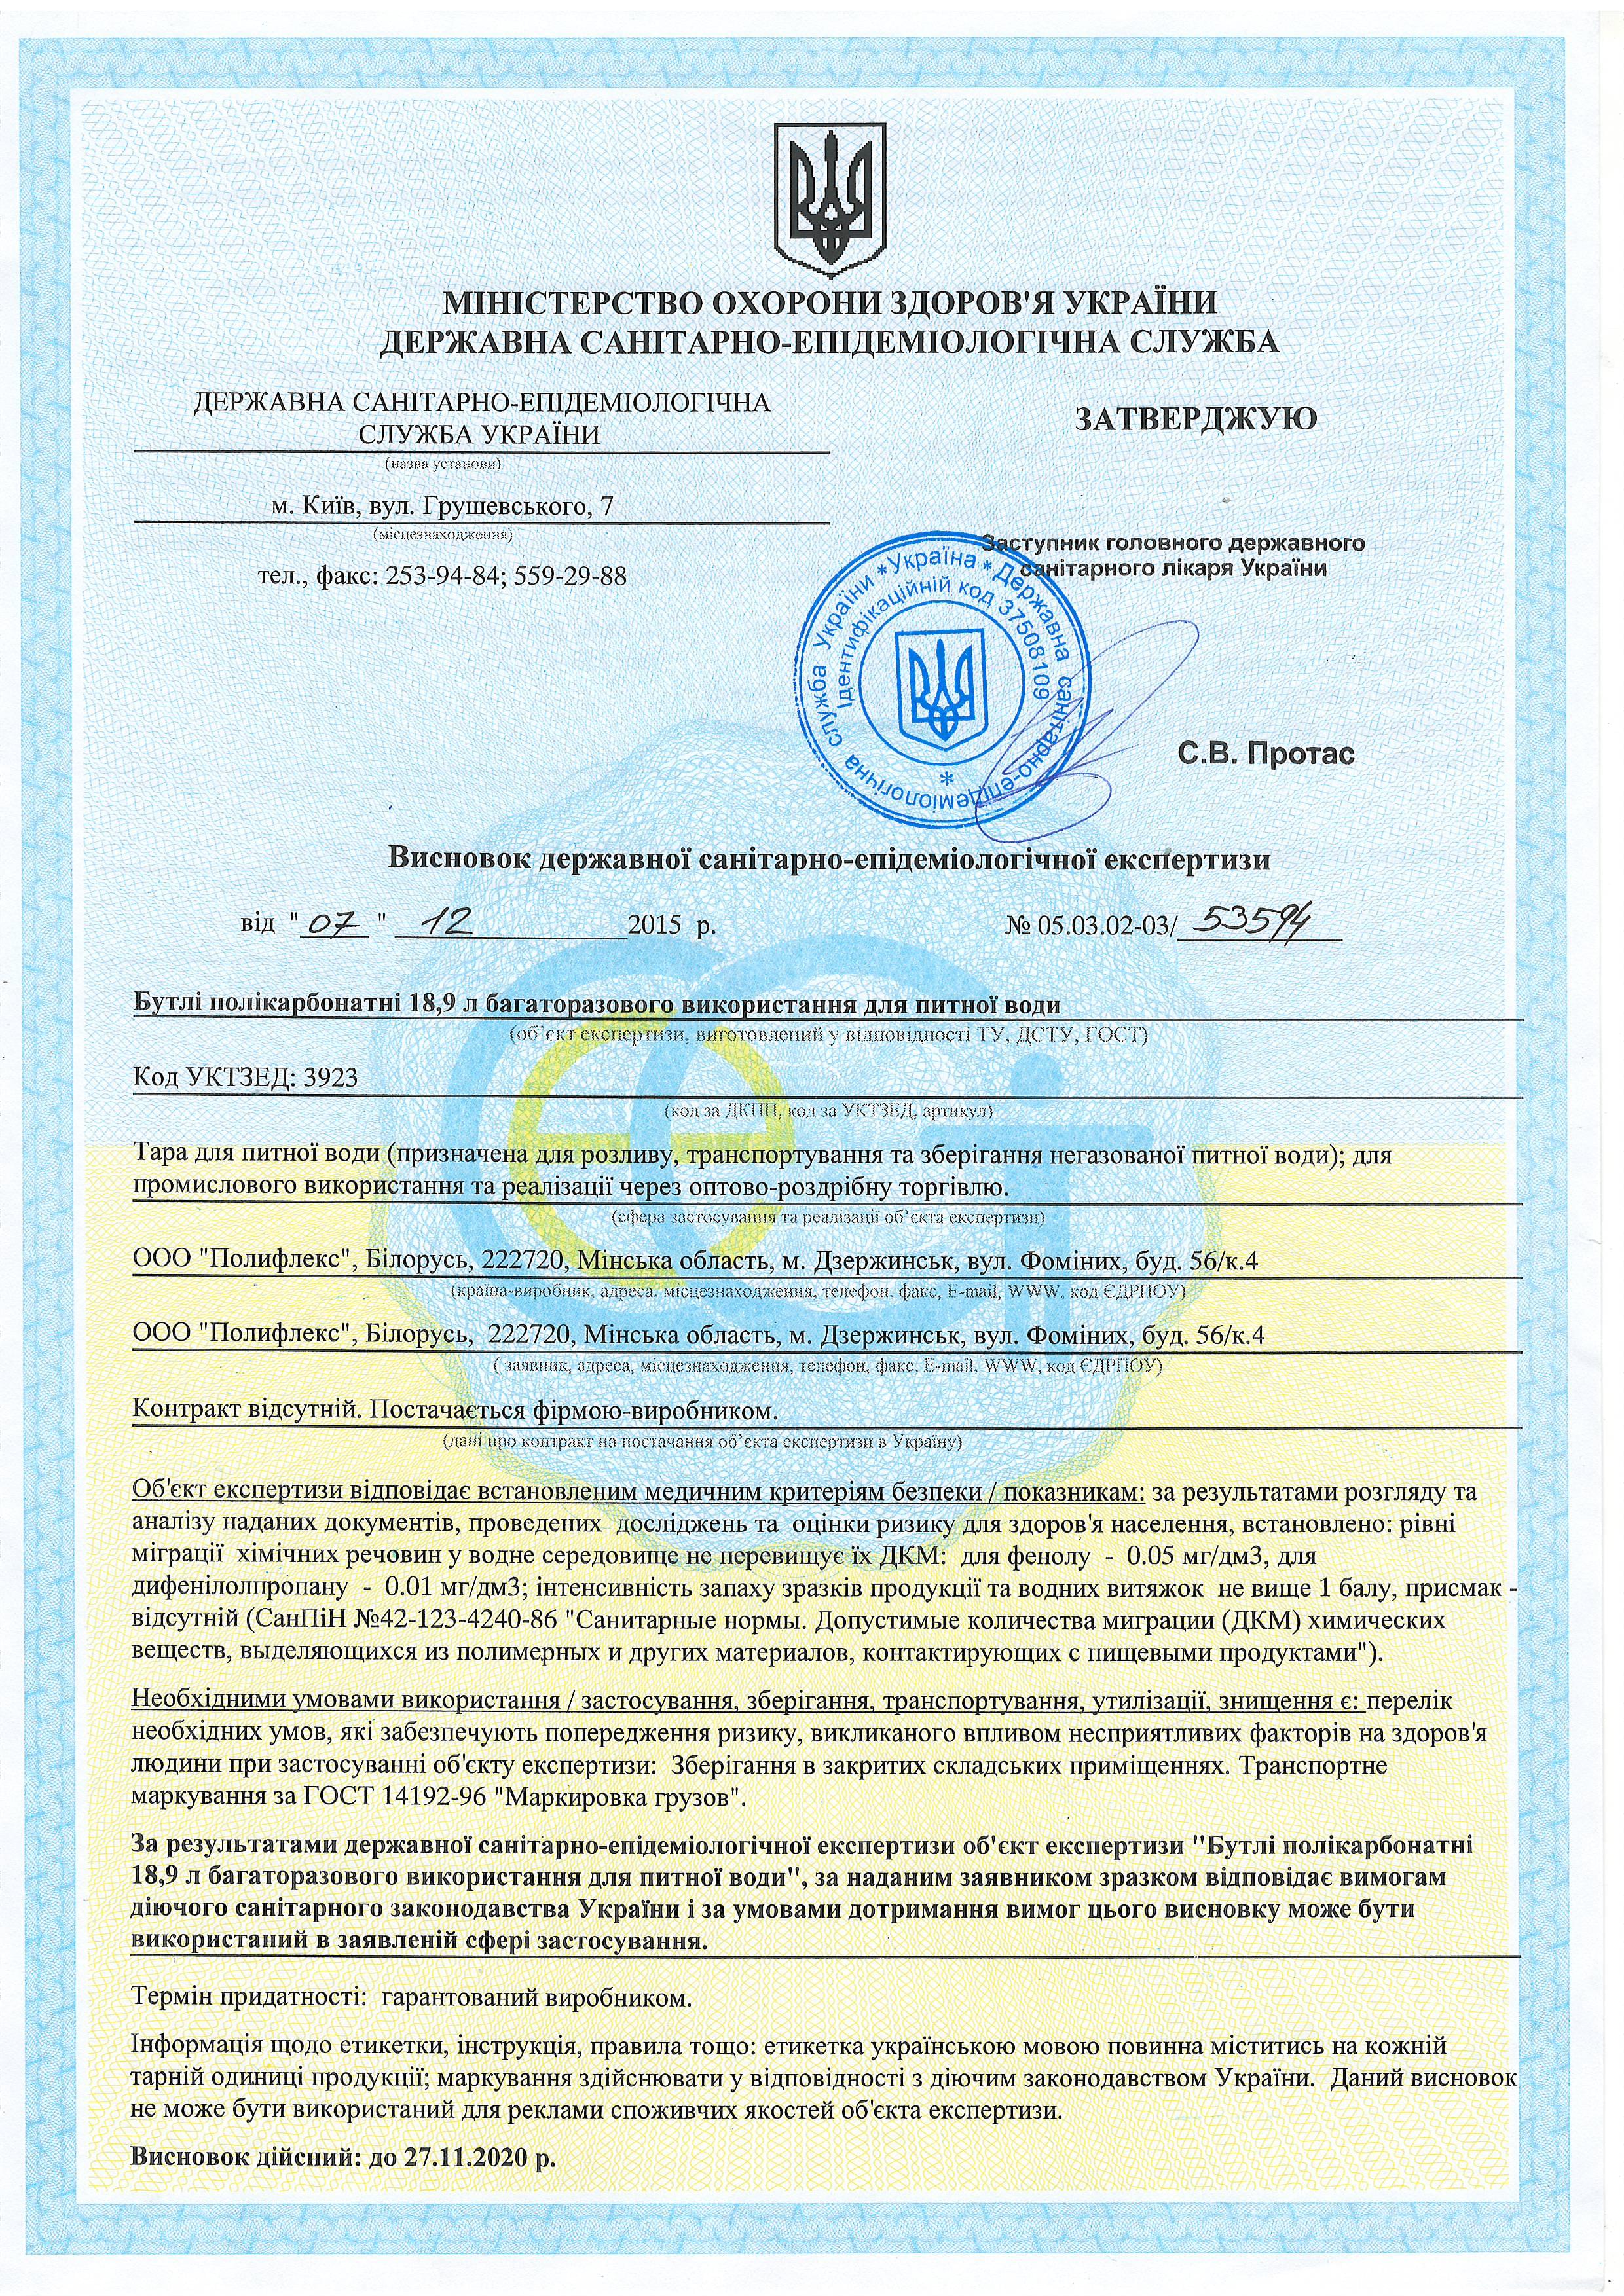 МІНІСТЕРСТВО ОХОРОНИ ЗДОРОВ'Я УКРАЇНИ
ДЕРЖАВНА САНІТАРНО-ЕПІДЕМІОЛОГІЧНА СЛУЖБА
ДЕРЖАВНА САНІТАРНО-ЕПІДЕМІОЛОГІЧНА
СЛУЖБА УКРАЇНИ
(назва установи)
м. Київ, вул. Грушевського, 7
(місцезнаходження)
тел., факс: 253-94-84; 559-29-88
ЗАТВЕРДЖУЮ
Заступник головного державного
санітарного лікаря України
*Україна* Державна санітарно-епідеміологічна служба України
Ідентифікаційній код 37508109
С.В. Протас
Висновок державної санітарно-епідеміологічної експертизи
від "07" 12 2015 р.
№ 05.03.02-03/ 53594
Бутлі полікарбонатні 18,9 л багаторазового використання для питної води
(об'єкт експертизи, виготовлений у відповідності ТУ, ДСТУ, ГОСТ)
Код УКТЗЕД: 3923
(код за ДКПП, код за УКТЗЕД, артикул)
Тара для питної води (призначена для розливу, транспортування та зберігання негазованої питної води); для
промислового використання та реалізації через оптово-роздрібну торгівлю.
(сфера застосування та реалізації об'єкта експертизи)
ООО "Полифлекс", Білорусь, 222720, Мінська область, м. Дзержинськ, вул. Фоміних, буд. 56/к.4
(країна-виробник, адреса, місцезнаходження, телефон, факс, E-mail, WWW, код ЄДРПОУ)
ООО "Полифлекс", Білорусь, 222720, Мінська область, м. Дзержинськ, вул. Фоміних, буд. 56/к.4
( заявник, адреса, місцезнаходження, телефон, факс, E-mail, WWW, код ЄДРПОУ)
Контракт відсутній. Постачається фірмою-виробником.
(дані про контракт на постачання об'єкта експертизи в Україну)
Об'єкт експертизи відповідає встановленим медичним критеріям безпеки / показникам: за результатами розгляду та
аналізу наданих документів, проведених досліджень та оцінки ризику для здоров'я населення, встановлено: рівні
міграції хімічних речовин у водне середовище не перевищує їх ДКМ: для фенолу - 0.05 мг/дм3, для
дифенілолпропану - 0.01 мг/дм3; інтенсивність запаху зразків продукції та водних витяжок не вище 1 балу, присмак -
відсутній (СанПіН №42-123-4240-86 "Санитарные нормы. Допустимые количества миграции (ДКМ) химических
веществ, выделяющихся из полимерных и других материалов, контактирующих с пищевыми продуктами").
Необхідними умовами використання / застосування, зберігання, транспортування, утилізації, знищення є: перелік
необхідних умов, які забезпечують попередження ризику, викликаного впливом несприятливих факторів на здоров'я
людини при застосуванні об'єкту експертизи: Зберігання в закритих складських приміщеннях. Транспортне
маркування за ГОСТ 14192-96 "Маркировка грузов".
За результатами державної санітарно-епідеміологічної експертизи об'єкт експертизи "Бутлі полікарбонатні
18,9 л багаторазового використання для питної води", за наданим заявником зразком відповідає вимогам
діючого санітарного законодавства України і за умовами дотримання вимог цього висновку може бути
використаний в заявленій сфері застосування.
Термін придатності: гарантований виробником.
Інформація щодо етикетки, інструкція, правила тощо: етикетка українською мовою повинна міститись на кожній
тарній одиниці продукції; маркування здійснювати у відповідності з діючим законодавством України. Даний висновок
не може бути використаний для реклами споживчих якостей об'єкта експертизи.
Висновок дійсний: до 27.11.2020 р.